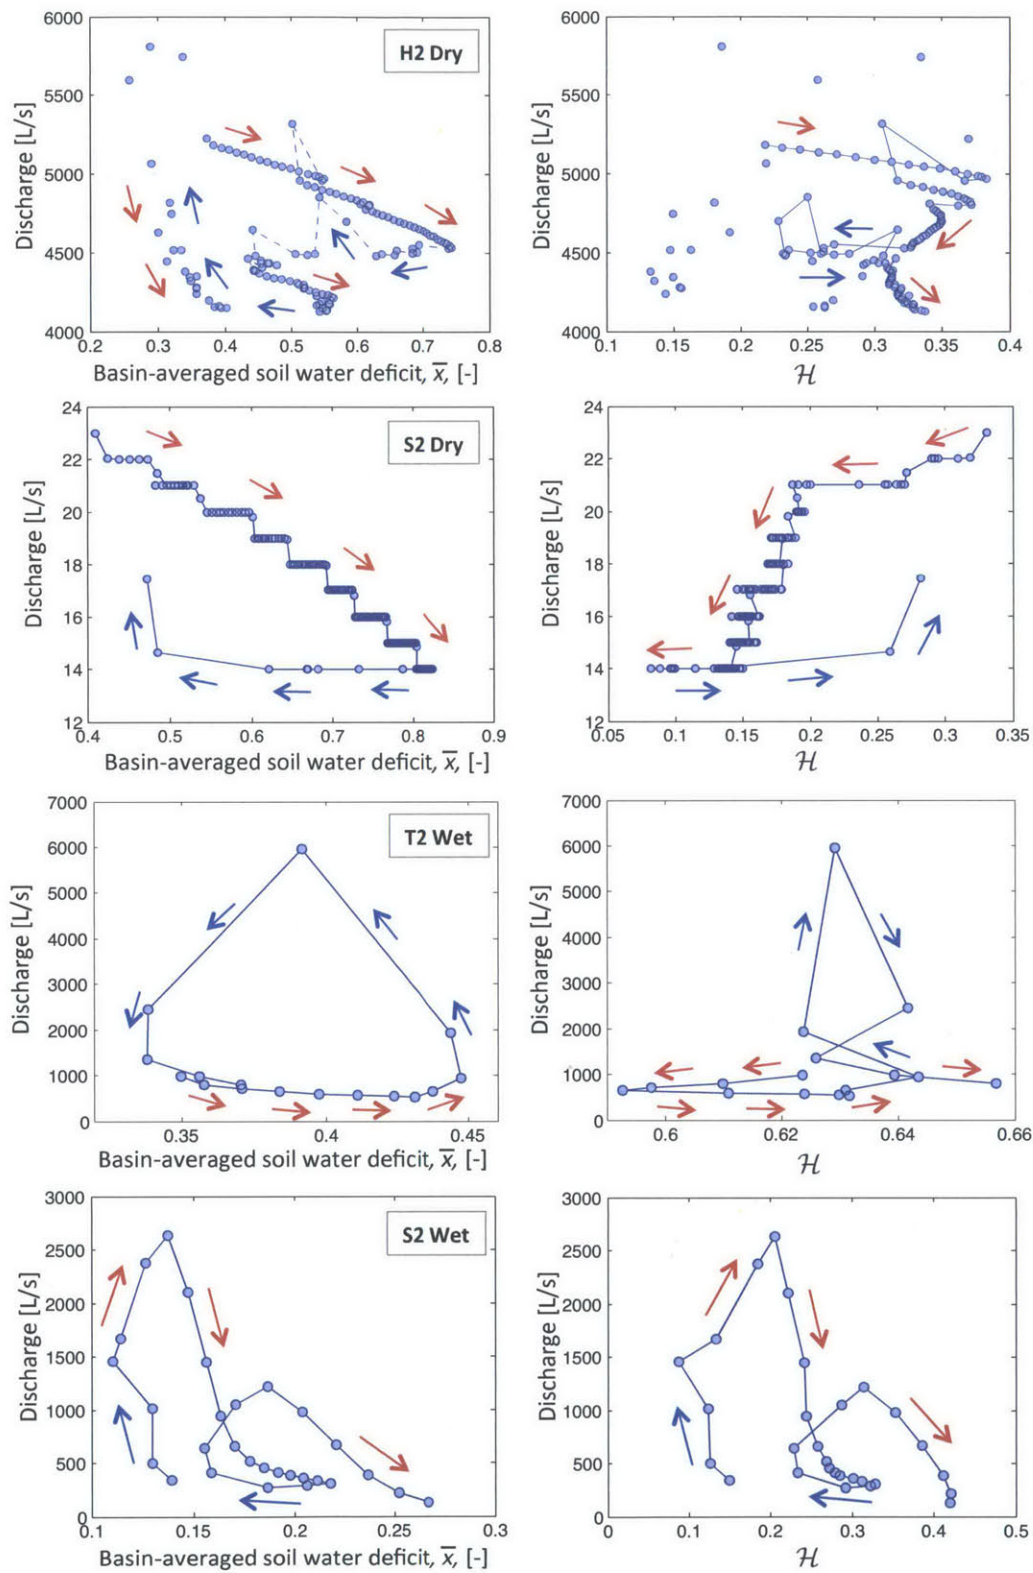 6000
5500
5000
4500
4000
Discharge [L/s]
H2 Dry
0.2 0.3 0.4 0.5 0.6 0.7 0.8
Basin-averaged soil water deficit, x̅, [-]
6000
5500
5000
4500
4000
Discharge [L/s]
0.1 0.15 0.2 0.25 0.3 0.35 0.4
ℋ
24
22
20
18
16
14
12
Discharge [L/s]
S2 Dry
0.4 0.5 0.6 0.7 0.8 0.9
Basin-averaged soil water deficit, x̅, [-]
24
22
20
18
16
14
12
Discharge [L/s]
0.05 0.1 0.15 0.2 0.25 0.3 0.35
ℋ
7000
6000
5000
4000
3000
2000
1000
0
Discharge [L/s]
T2 Wet
0.35 0.4 0.45
Basin-averaged soil water deficit, x̅, [-]
7000
6000
5000
4000
3000
2000
1000
0
Discharge [L/s]
0.6 0.62 0.64 0.66
ℋ
3000
2500
2000
1500
1000
500
0
Discharge [L/s]
S2 Wet
0.1 0.15 0.2 0.25 0.3
Basin-averaged soil water deficit, x̅, [-]
3000
2500
2000
1500
1000
500
0
Discharge [L/s]
0 0.1 0.2 0.3 0.4 0.5
ℋ